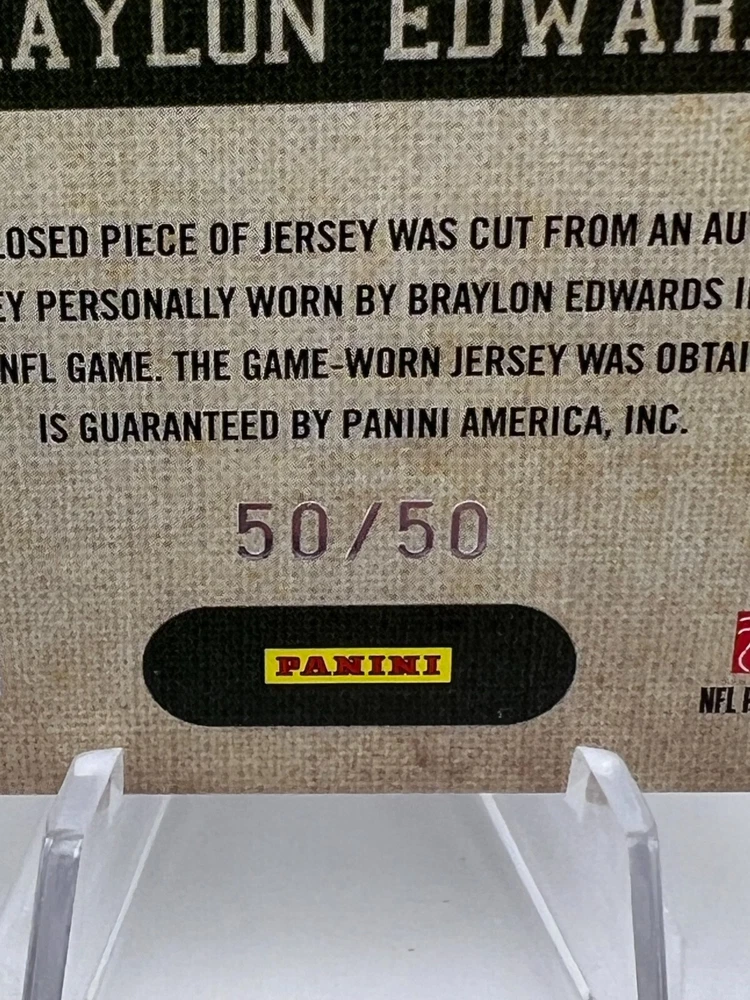 AYLON EDWAR
LOSED PIECE OF JERSEY WAS CUT FROM AN AU
EY PERSONALLY WORN BY BRAYLON EDWARDS I
NFL GAME. THE GAME-WORN JERSEY WAS OBTAI
IS GUARANTEED BY PANINI AMERICA, INC.
50/50
PANINI
NFL